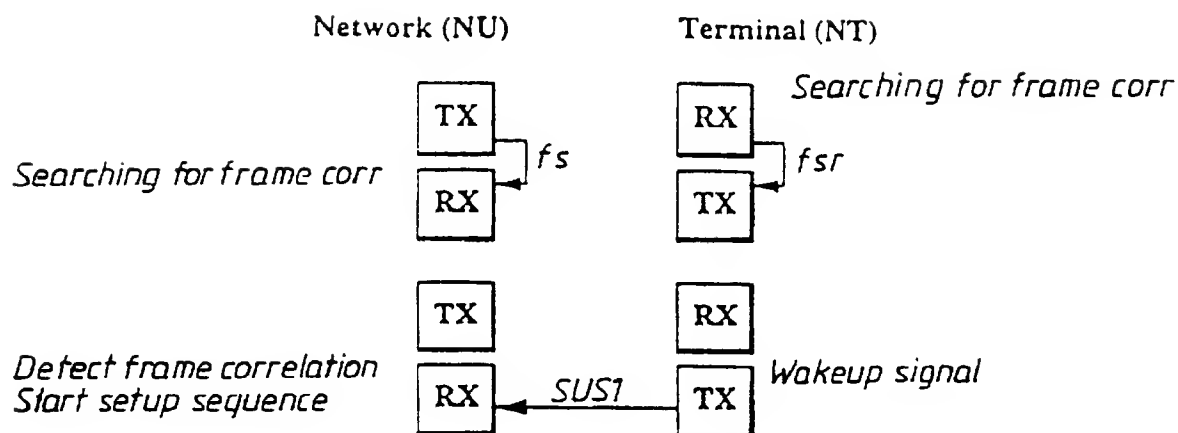 Network (NU) Terminal (NT)
Searching for frame corr
TX RX
fs fsr
Searching for frame corr
RX TX
TX RX
Detect frame correlation
Start setup sequence
Wakeup signal
RX SUS1 TX